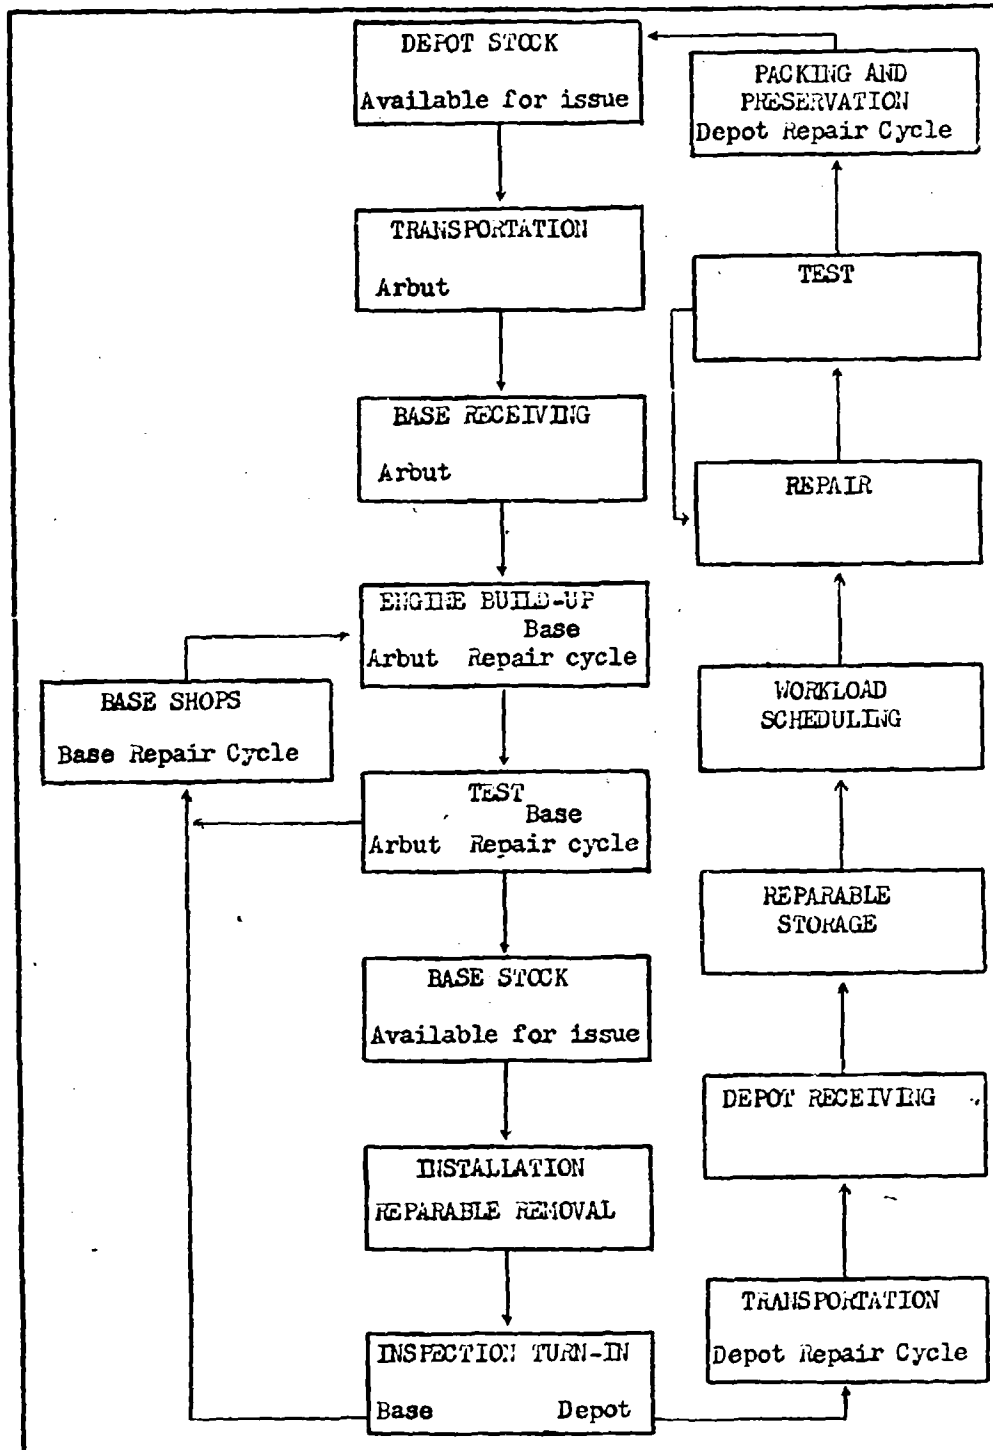 DEPOT STOCK
Available for issue
TRANSPORTATION
Arbut
BASE RECEIVING
Arbut
ENGINE BUILD-UP
Base
Arbut Repair cycle
BASE SHOPS
Base Repair Cycle
TEST
Base
Arbut Repair cycle
BASE STOCK
Available for issue
INSTALLATION
REPARABLE REMOVAL
INSPECTION TURN-IN
Base Depot
PACKING AND
PRESERVATION
Depot Repair Cycle
TEST
REPAIR
WORKLOAD
SCHEDULING
REPARABLE
STORAGE
DEPOT RECEIVING
TRANSPORTATION
Depot Repair Cycle